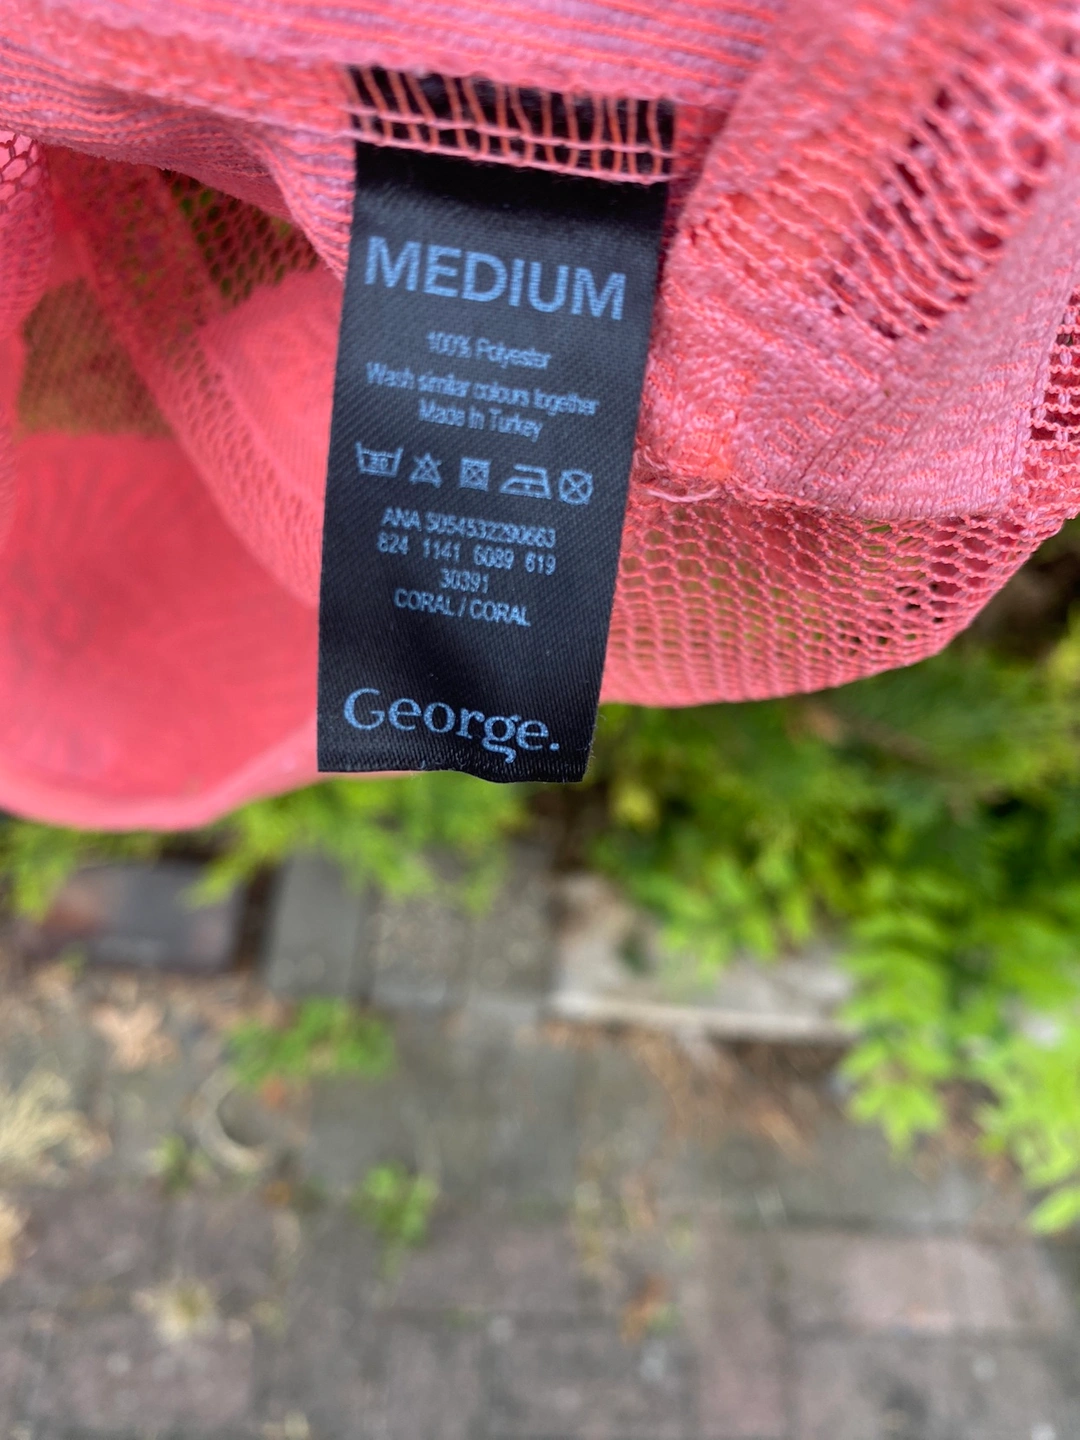 MEDIUM
100% Polyester
Wash similar colours together
Made In Turkey
30
ANA 5054532290663
824 1141 6089 619
30391
CORAL / CORAL
George.